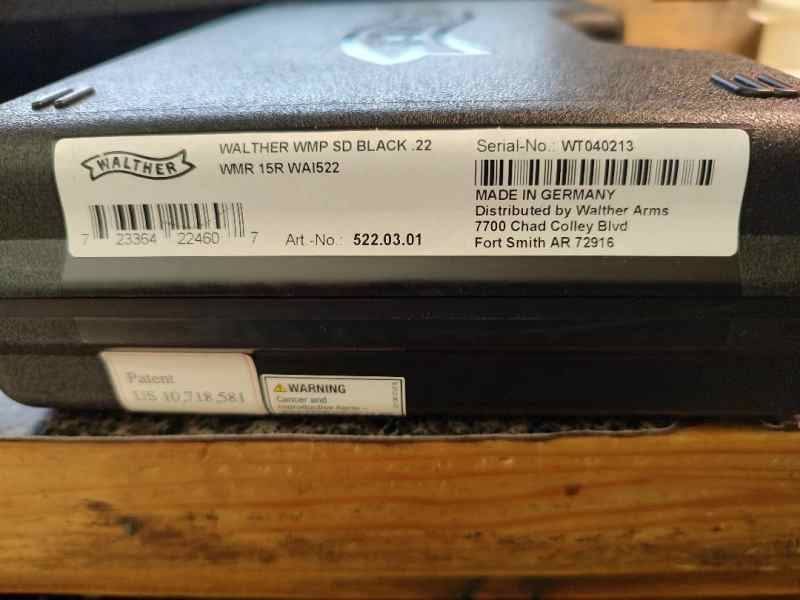 WALTHER
WALTHER WMP SD BLACK .22
WMR 15R WAI522
7 23364 22460 7
Art.-No.: 522.03.01
Serial-No.: WT040213
MADE IN GERMANY
Distributed by Walther Arms
7700 Chad Colley Blvd
Fort Smith AR 72916
Patent
US 10,718,581
WARNING
Cancer and
Reproductive Harm -